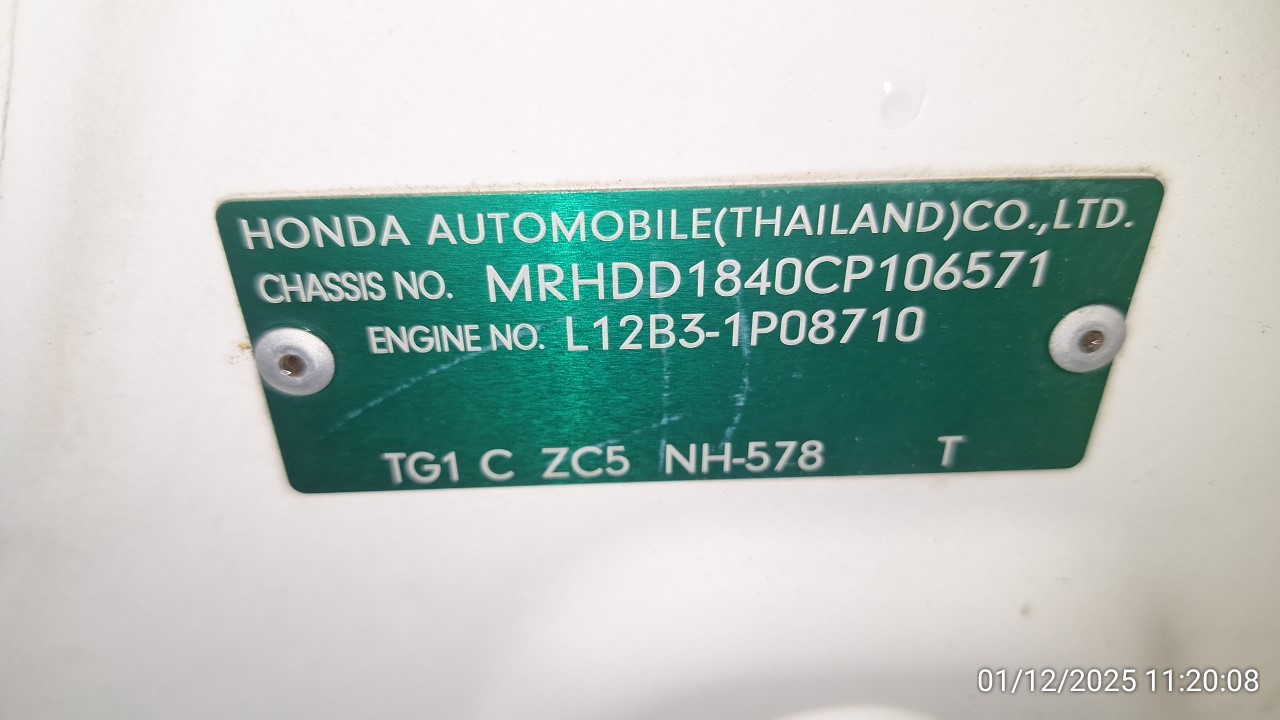 HONDA AUTOMOBILE(THAILAND)CO.,LTD.
CHASSIS NO. MRHDD1840CP106571
ENGINE NO. L12B3-1P08710
TG1 C ZC5 NH-578 T
01/12/2025 11:20:08